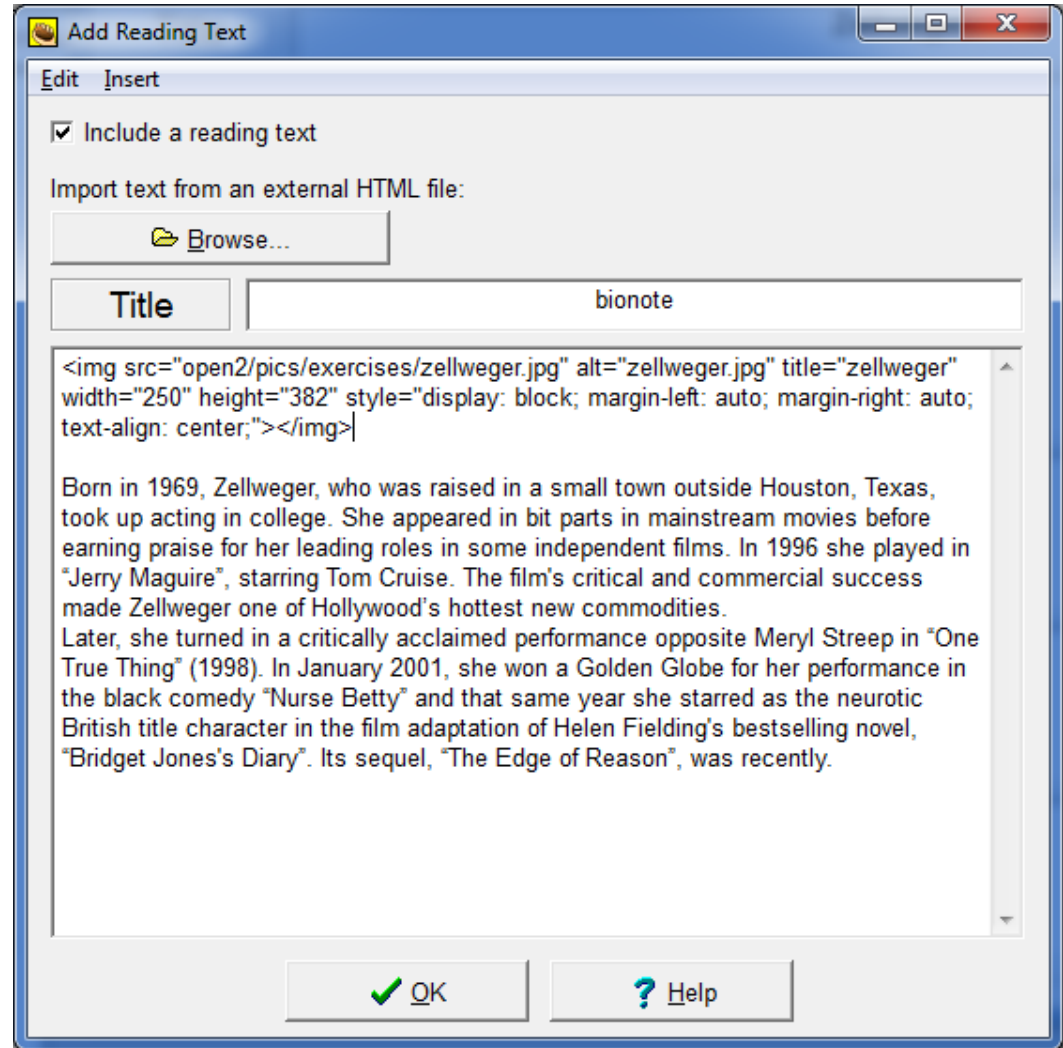 Add Reading Text
Edit Insert
Include a reading text
Import text from an external HTML file:
Browse...
Title
bionote
<img src="open2/pics/exercises/zellweger.jpg" alt="zellweger.jpg" title="zellweger"
width="250" height="382" style="display: block; margin-left: auto; margin-right: auto;
text-align: center;"></img>
Born in 1969, Zellweger, who was raised in a small town outside Houston, Texas,
took up acting in college. She appeared in bit parts in mainstream movies before
earning praise for her leading roles in some independent films. In 1996 she played in
“Jerry Maguire”, starring Tom Cruise. The film's critical and commercial success
made Zellweger one of Hollywood’s hottest new commodities.
Later, she turned in a critically acclaimed performance opposite Meryl Streep in “One
True Thing” (1998). In January 2001, she won a Golden Globe for her performance in
the black comedy “Nurse Betty” and that same year she starred as the neurotic
British title character in the film adaptation of Helen Fielding's bestselling novel,
“Bridget Jones's Diary”. Its sequel, “The Edge of Reason”, was recently.
OK
Help